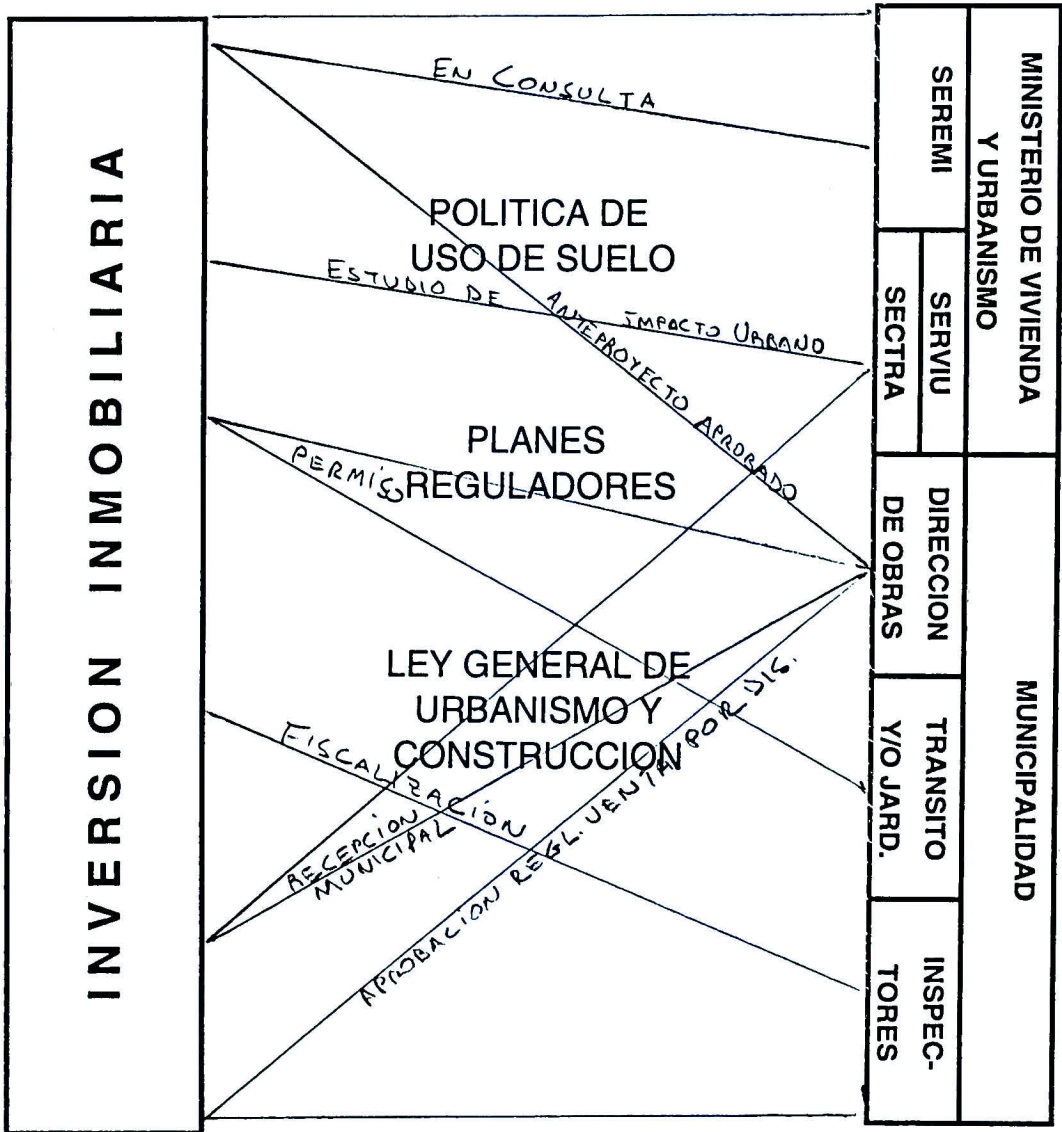 INVERSION INMOBILIARIA
EN CONSULTA
POLITICA DE
USO DE SUELO
ESTUDIO DE IMPACTO URBANO
ANTEPROYECTO APROBADO
PLANES
REGULADORES
PERMISO
LEY GENERAL DE
URBANISMO Y
CONSTRUCCION
FISCALIZACION
RECEPCION
MUNICIPAL
APROBACION REGL. VENTA POR DIG.
MINISTERIO DE VIVIENDA
Y URBANISMO
SEREMI
SERVIU
SECTRA
MUNICIPALIDAD
DIRECCION
DE OBRAS
TRANSITO
Y/O JARD.
INSPEC-
TORES